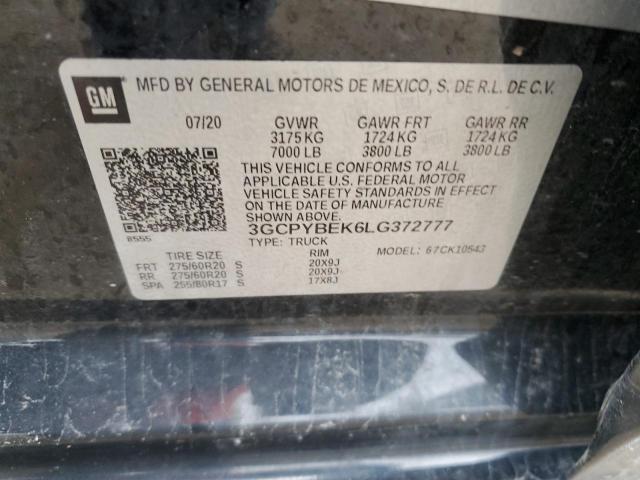 GM
MFD BY GENERAL MOTORS DE MEXICO, S. DE R.L. DE C.V.
07/20 GVWR GAWR FRT GAWR RR
3175 KG 1724 KG 1724 KG
7000 LB 3800 LB 3800 LB
THIS VEHICLE CONFORMS TO ALL
APPLICABLE U.S. FEDERAL MOTOR
VEHICLE SAFETY STANDARDS IN EFFECT
ON THE DATE OF MANUFACTURE
SHOWN ABOVE.
8555 3GCPYBEK6LG372777
TYPE: TRUCK MODEL: 67CK10543
TIRE SIZE RIM
FRT 275/60R20 S 20X9J
RR 275/60R20 S 20X9J
SPA 255/80R17 S 17X8J